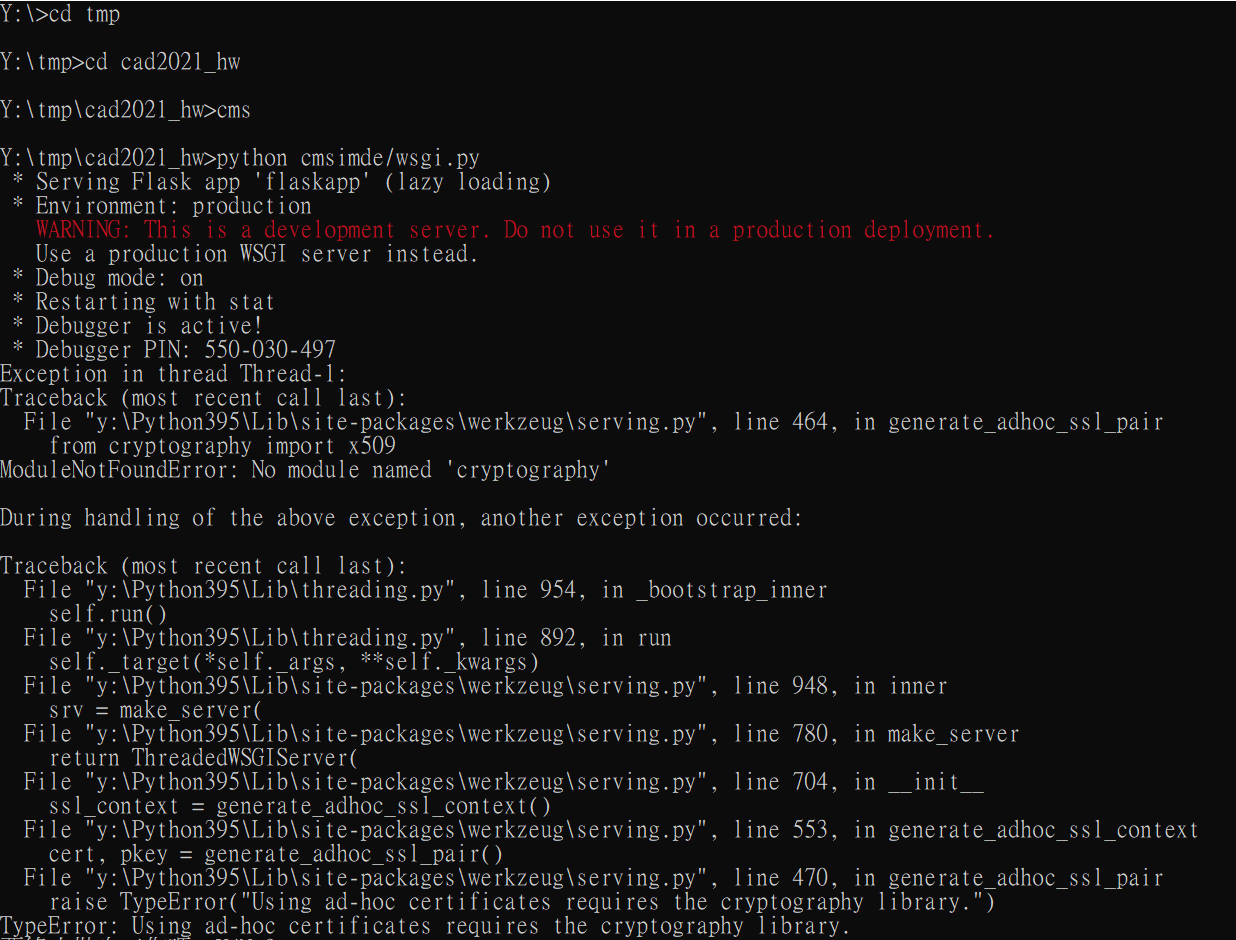 Y:\>cd tmp
Y:\tmp>cd cad2021_hw
Y:\tmp\cad2021_hw>cms
Y:\tmp\cad2021_hw>python cmsimde/wsgi.py
* Serving Flask app 'flaskapp' (lazy loading)
* Environment: production
WARNING: This is a development server. Do not use it in a production deployment.
Use a production WSGI server instead.
* Debug mode: on
* Restarting with stat
* Debugger is active!
* Debugger PIN: 550-030-497
Exception in thread Thread-1:
Traceback (most recent call last):
File "y:\Python395\Lib\site-packages\werkzeug\serving.py", line 464, in generate_adhoc_ssl_pair
from cryptography import x509
ModuleNotFoundError: No module named 'cryptography'
During handling of the above exception, another exception occurred:
Traceback (most recent call last):
File "y:\Python395\Lib\threading.py", line 954, in _bootstrap_inner
self.run()
File "y:\Python395\Lib\threading.py", line 892, in run
self._target(*self._args, **self._kwargs)
File "y:\Python395\Lib\site-packages\werkzeug\serving.py", line 948, in inner
srv = make_server(
File "y:\Python395\Lib\site-packages\werkzeug\serving.py", line 780, in make_server
return ThreadedWSGIServer(
File "y:\Python395\Lib\site-packages\werkzeug\serving.py", line 704, in __init__
ssl_context = generate_adhoc_ssl_context()
File "y:\Python395\Lib\site-packages\werkzeug\serving.py", line 553, in generate_adhoc_ssl_context
cert, pkey = generate_adhoc_ssl_pair()
File "y:\Python395\Lib\site-packages\werkzeug\serving.py", line 470, in generate_adhoc_ssl_pair
raise TypeError("Using ad-hoc certificates requires the cryptography library.")
TypeError: Using ad-hoc certificates requires the cryptography library.